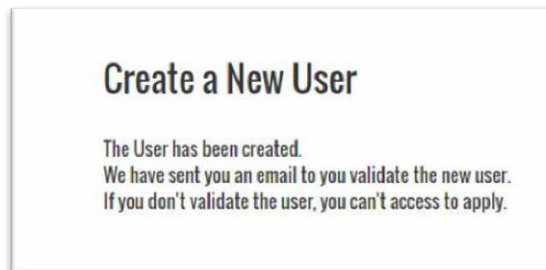 Create a New User
The User has been created.
We have sent you an email to you validate the new user.
If you don't validate the user, you can't access to apply.